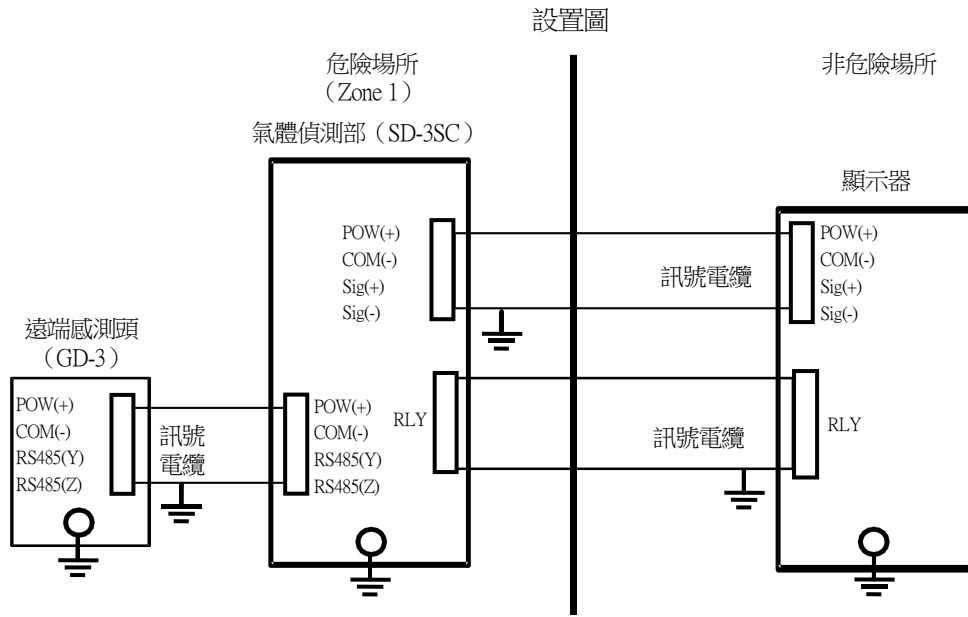 設置圖
危險場所
（Zone 1）
非危險場所
氣體偵測部（SD-3SC）
顯示器
POW(+)
COM(-)
Sig(+)
Sig(-)
訊號電纜
POW(+)
COM(-)
Sig(+)
Sig(-)
遠端感測頭
（GD-3）
POW(+)
COM(-)
RS485(Y)
RS485(Z)
訊號
電纜
POW(+)
COM(-)
RS485(Y)
RS485(Z)
RLY
訊號電纜
RLY